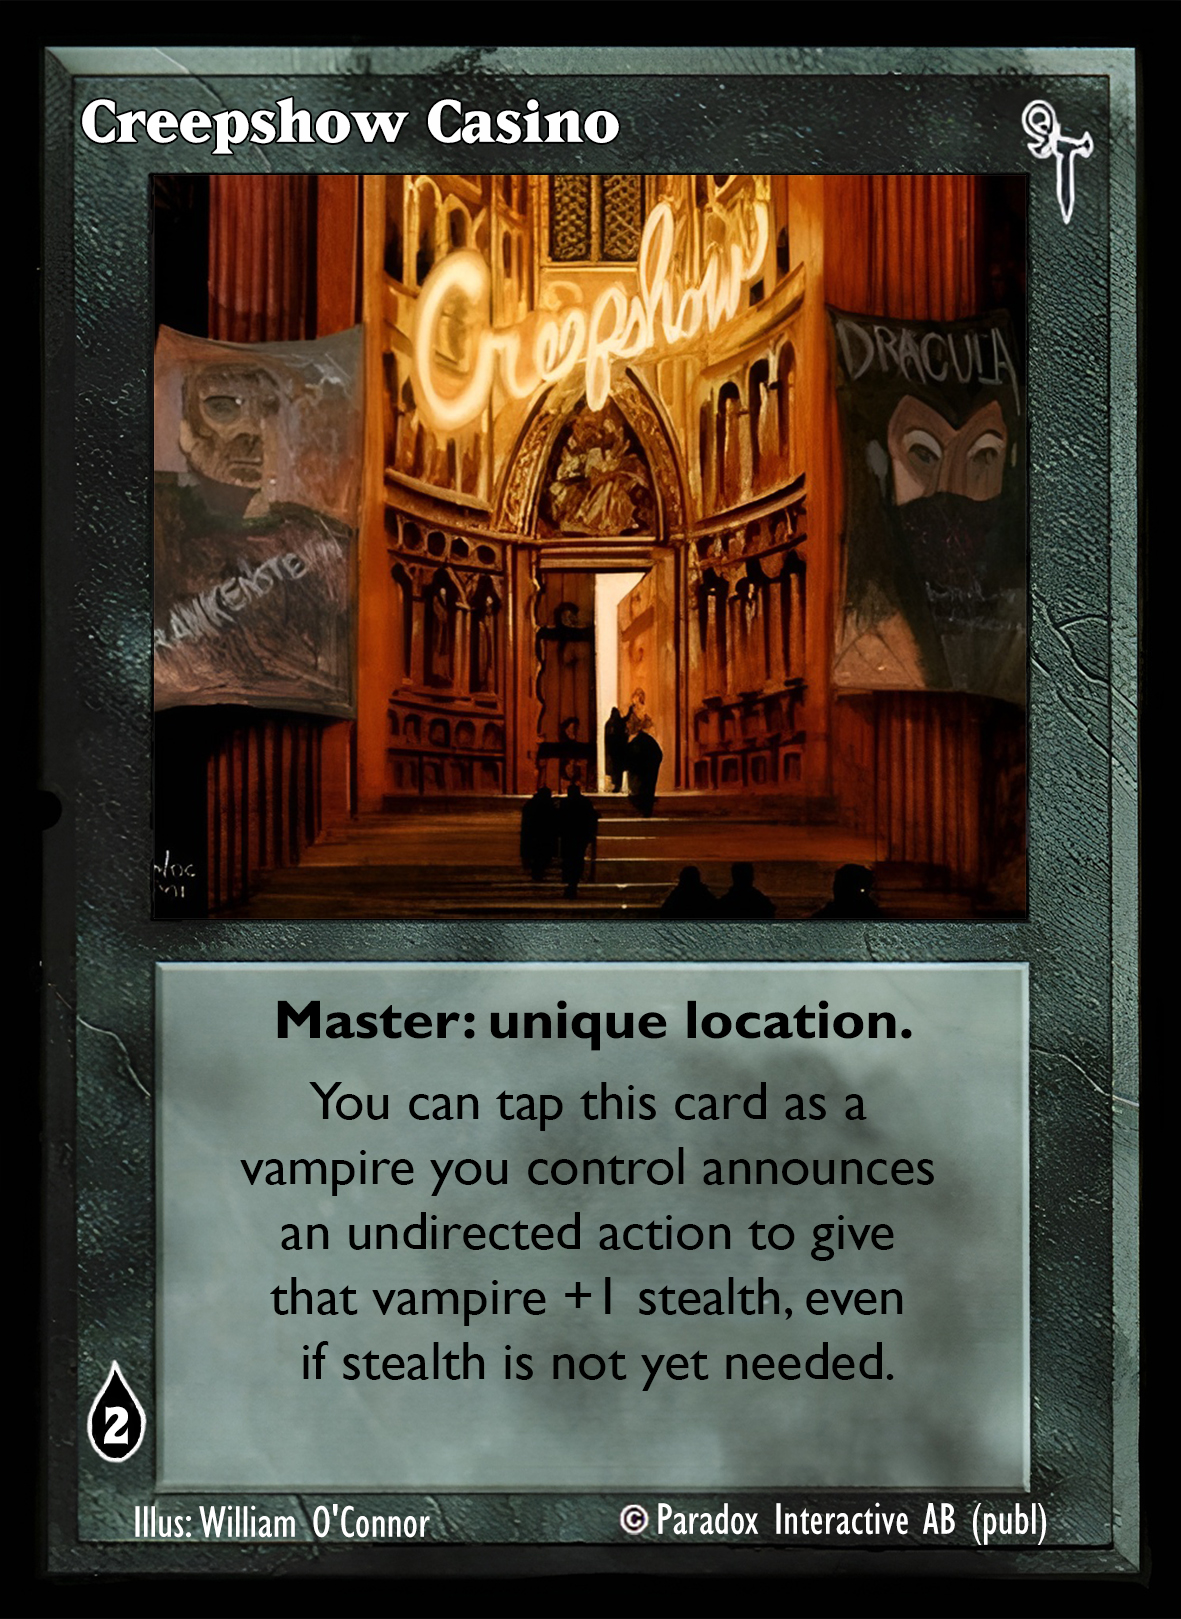 Creepshow Casino
Creepshow
DRACULA
RANKENSTE
Master: unique location.
You can tap this card as a
vampire you control announces
an undirected action to give
that vampire +1 stealth, even
if stealth is not yet needed.
2
Illus: William O'Connor
© Paradox Interactive AB (publ)